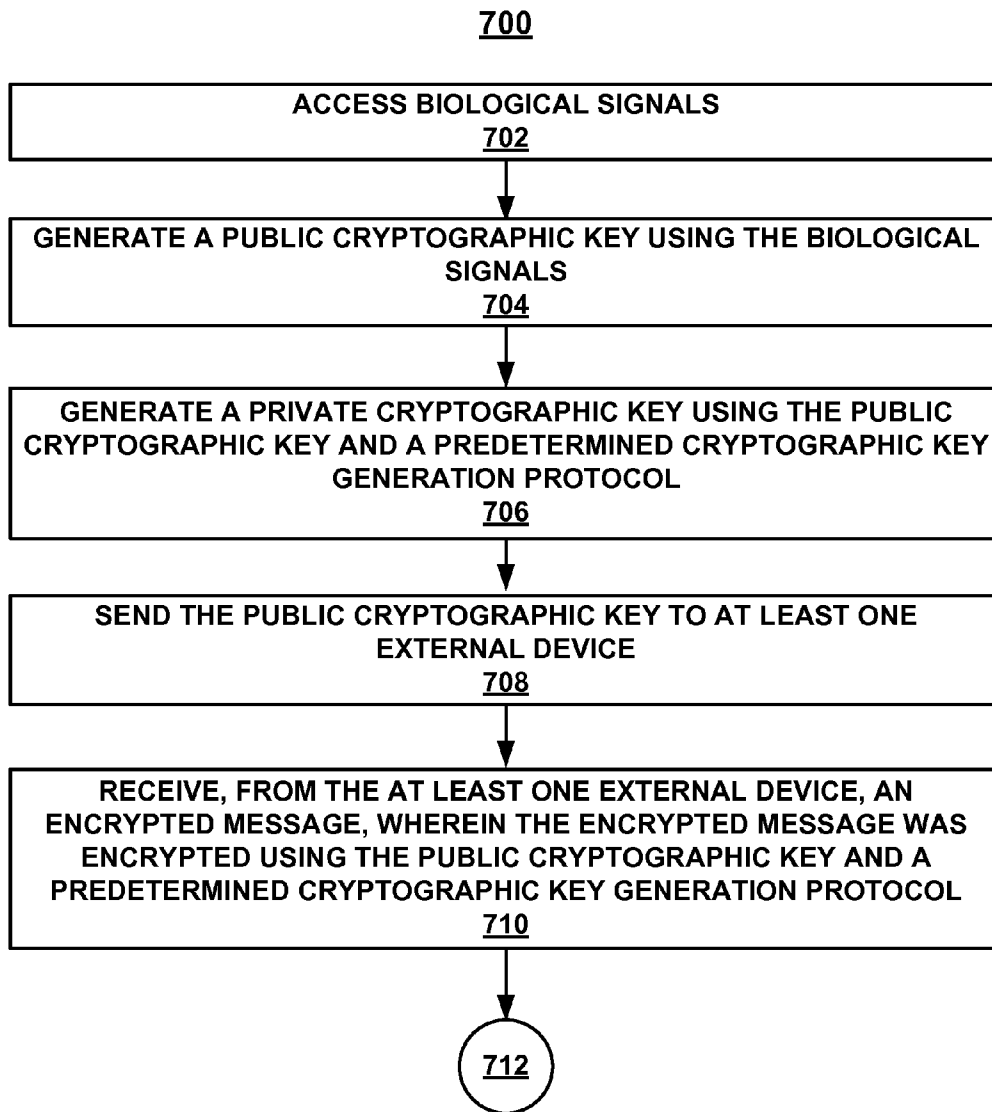 700
ACCESS BIOLOGICAL SIGNALS
702
GENERATE A PUBLIC CRYPTOGRAPHIC KEY USING THE BIOLOGICAL
SIGNALS
704
GENERATE A PRIVATE CRYPTOGRAPHIC KEY USING THE PUBLIC
CRYPTOGRAPHIC KEY AND A PREDETERMINED CRYPTOGRAPHIC KEY
GENERATION PROTOCOL
706
SEND THE PUBLIC CRYPTOGRAPHIC KEY TO AT LEAST ONE
EXTERNAL DEVICE
708
RECEIVE, FROM THE AT LEAST ONE EXTERNAL DEVICE, AN
ENCRYPTED MESSAGE, WHEREIN THE ENCRYPTED MESSAGE WAS
ENCRYPTED USING THE PUBLIC CRYPTOGRAPHIC KEY AND A
PREDETERMINED CRYPTOGRAPHIC KEY GENERATION PROTOCOL
710
712